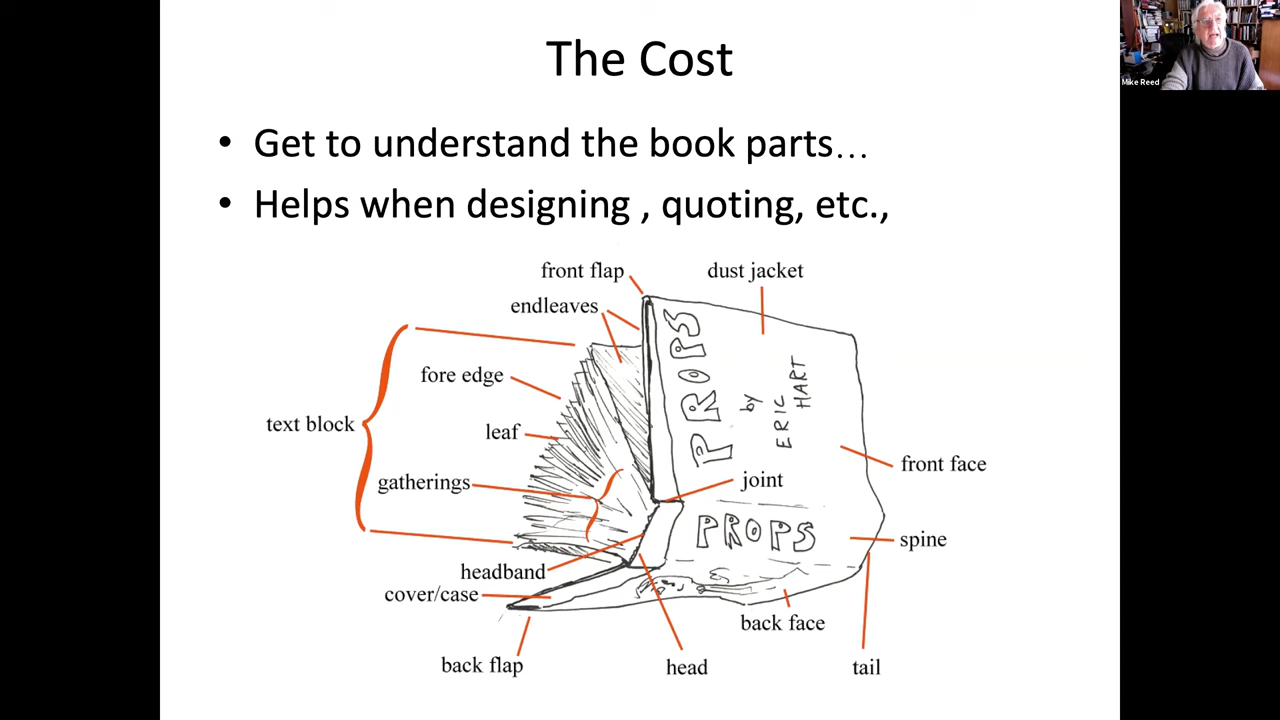 The Cost
Mike Reed
• Get to understand the book parts…
• Helps when designing , quoting, etc.,
front flap
dust jacket
endleaves
fore edge
text block
leaf
gatherings
PROPS
by
ERIC
HART
front face
joint
PROPS
spine
headband
cover/case
back face
back flap
head
tail